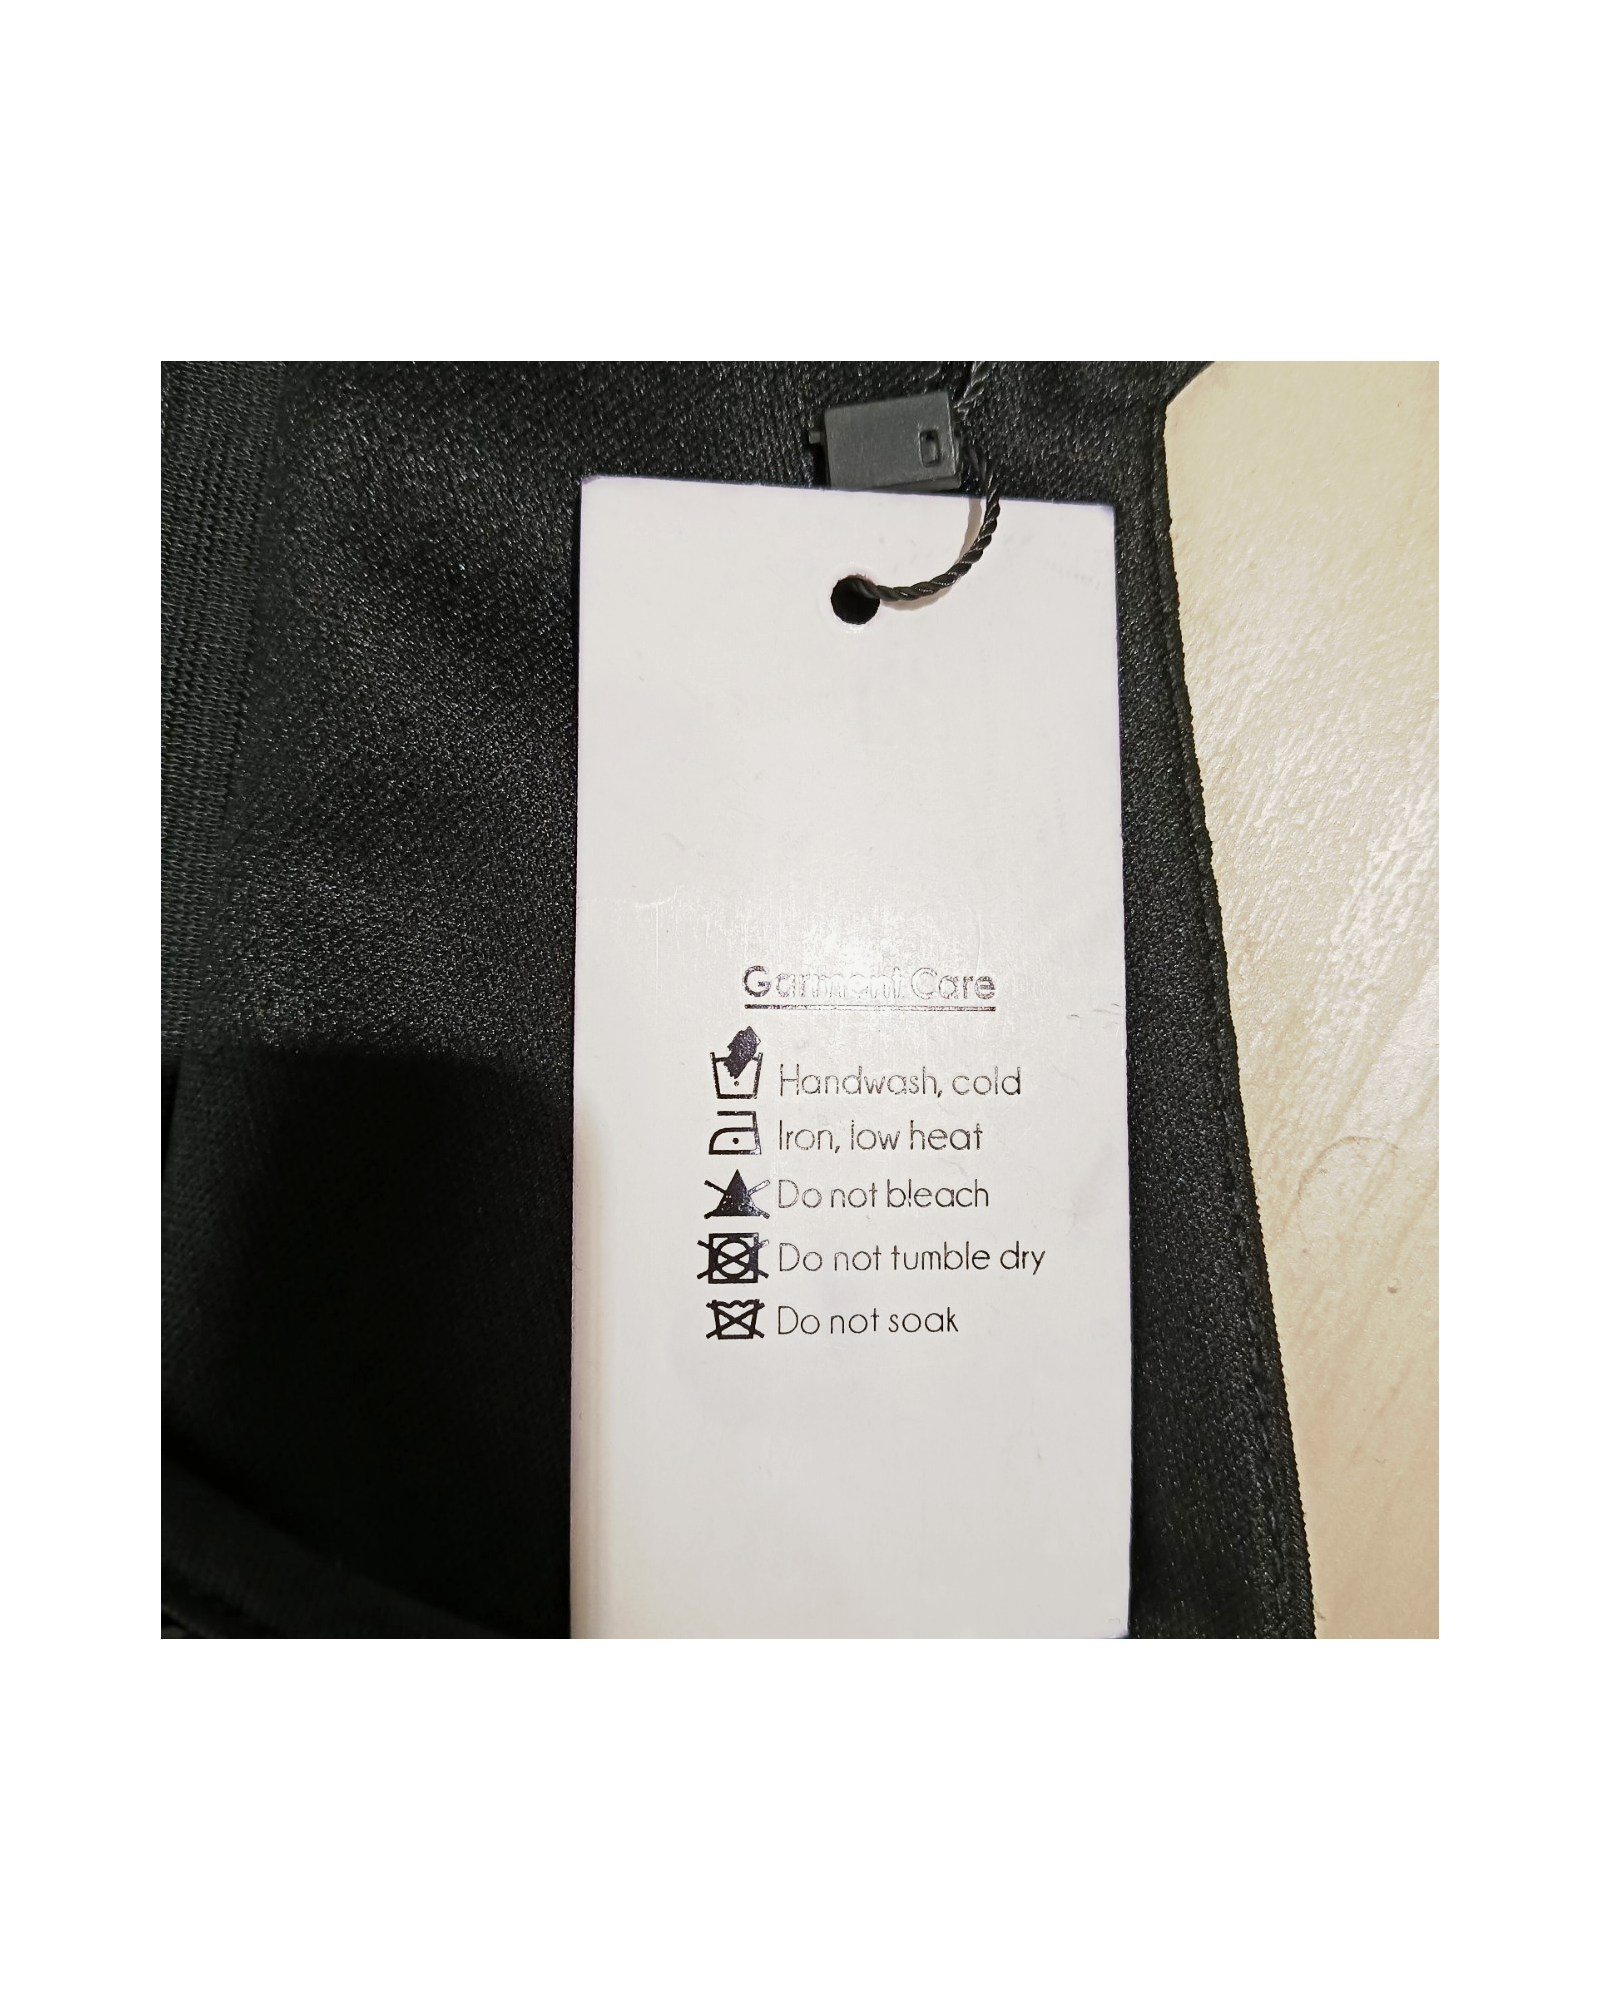 Garment Care
Handwash, cold
Iron, low heat
Do not bleach
Do not tumble dry
Do not soak